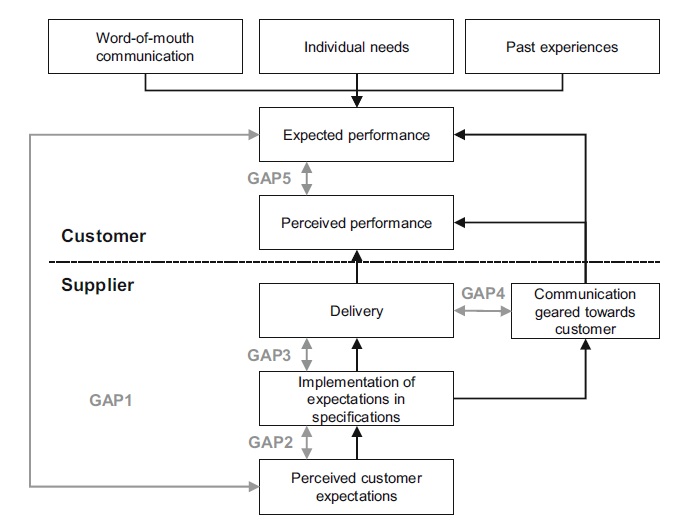 Word-of-mouth
communication
Individual needs
Past experiences
Expected performance
GAP5
Perceived performance
Customer
Supplier
Delivery
GAP4
Communication
geared towards
customer
GAP3
Implementation of
expectations in
specifications
GAP1
GAP2
Perceived customer
expectations